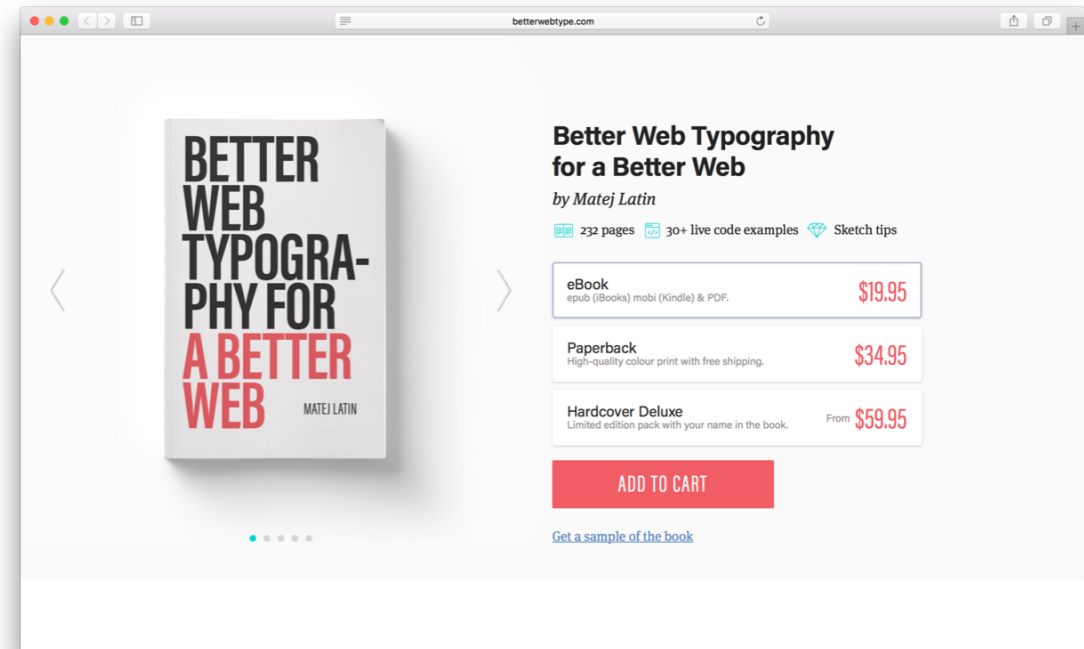 betterwebtype.com
BETTER
WEB
TYPOGRA-
PHY FOR
A BETTER
WEB
MATEJ LATIN
Better Web Typography
for a Better Web
by Matej Latin
232 pages 30+ live code examples Sketch tips
eBook
epub (iBooks) mobi (Kindle) & PDF.
$19.95
Paperback
High-quality colour print with free shipping.
$34.95
Hardcover Deluxe
Limited edition pack with your name in the book.
From $59.95
ADD TO CART
Get a sample of the book